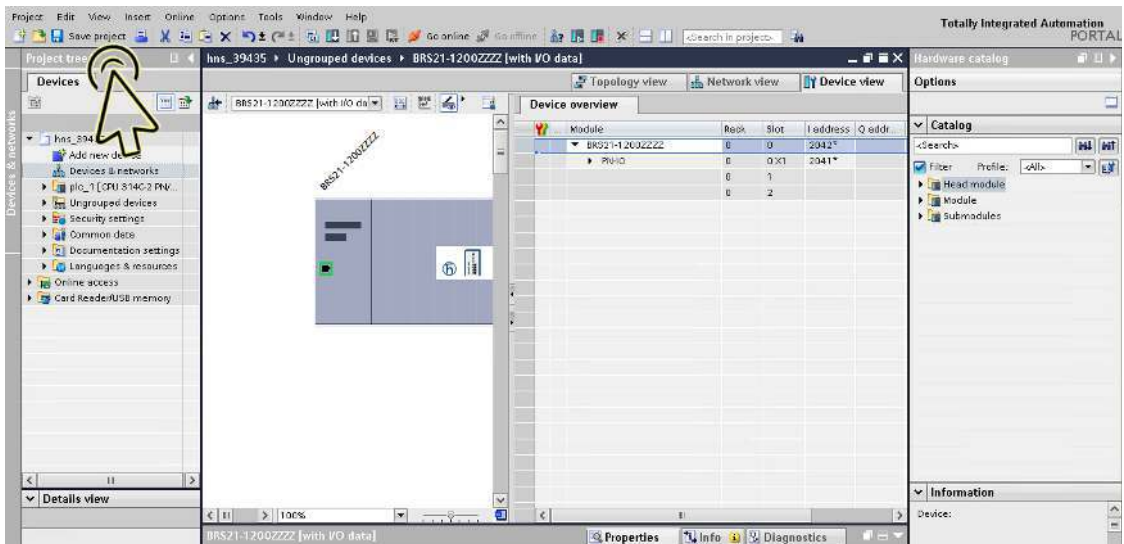 Project Edit View Insert Online Options Tools Window Help
Totally Integrated Automation
PORTAL
Save project
Go online
Go offline
<Search in project>
Project tree
hns_39435 ▸ Ungrouped devices ▸ BRS21-1200ZZZZ [with I/O data]
Hardware catalog
Devices
Topology view
Network view
Device view
Options
Devices & networks
BRS21-1200ZZZZ [with I/O da
Device overview
Catalog
... Module Rack Slot I address Q addr...
<Search>
BRS21-1200ZZZZ 0 0 2042*
PN-IO 0 0 X1 2041*
0 1
0 2
Filter Profile: <All>
Head module
Module
Submodules
Add new
Devices & networks
plc_1 [CPU 314C-2 PN/...
Ungrouped devices
Security settings
Common data
Documentation settings
Languages & resources
Online access
Card Reader/USB memory
BRS21-1200ZZZZ
Details view
100%
Information
Device:
BRS21-1200ZZZZ [with I/O data]
Properties
Info
Diagnostics